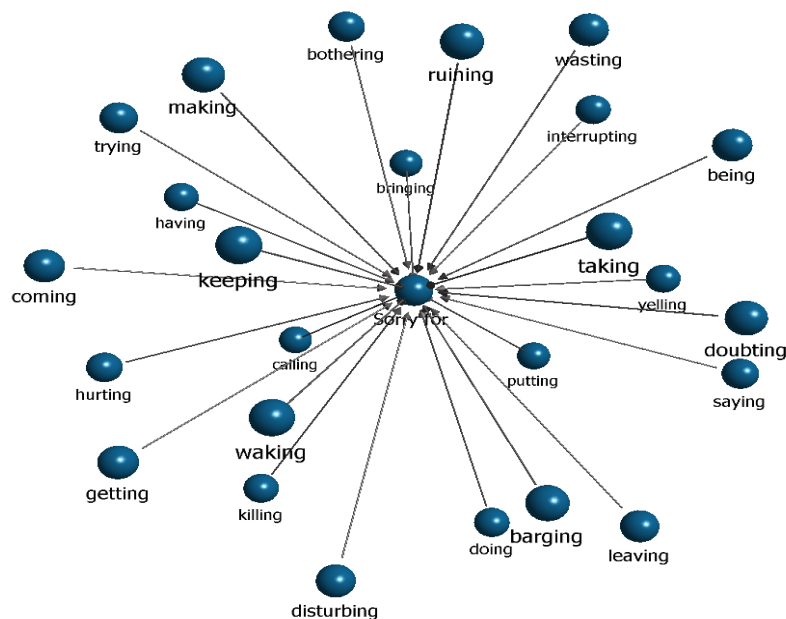 bothering
ruining
wasting
making
trying
interrupting
being
bringing
having
keeping
taking
coming
yelling
Sorry for
doubting
calling
putting
hurting
saying
waking
getting
killing
barging
doing
leaving
disturbing